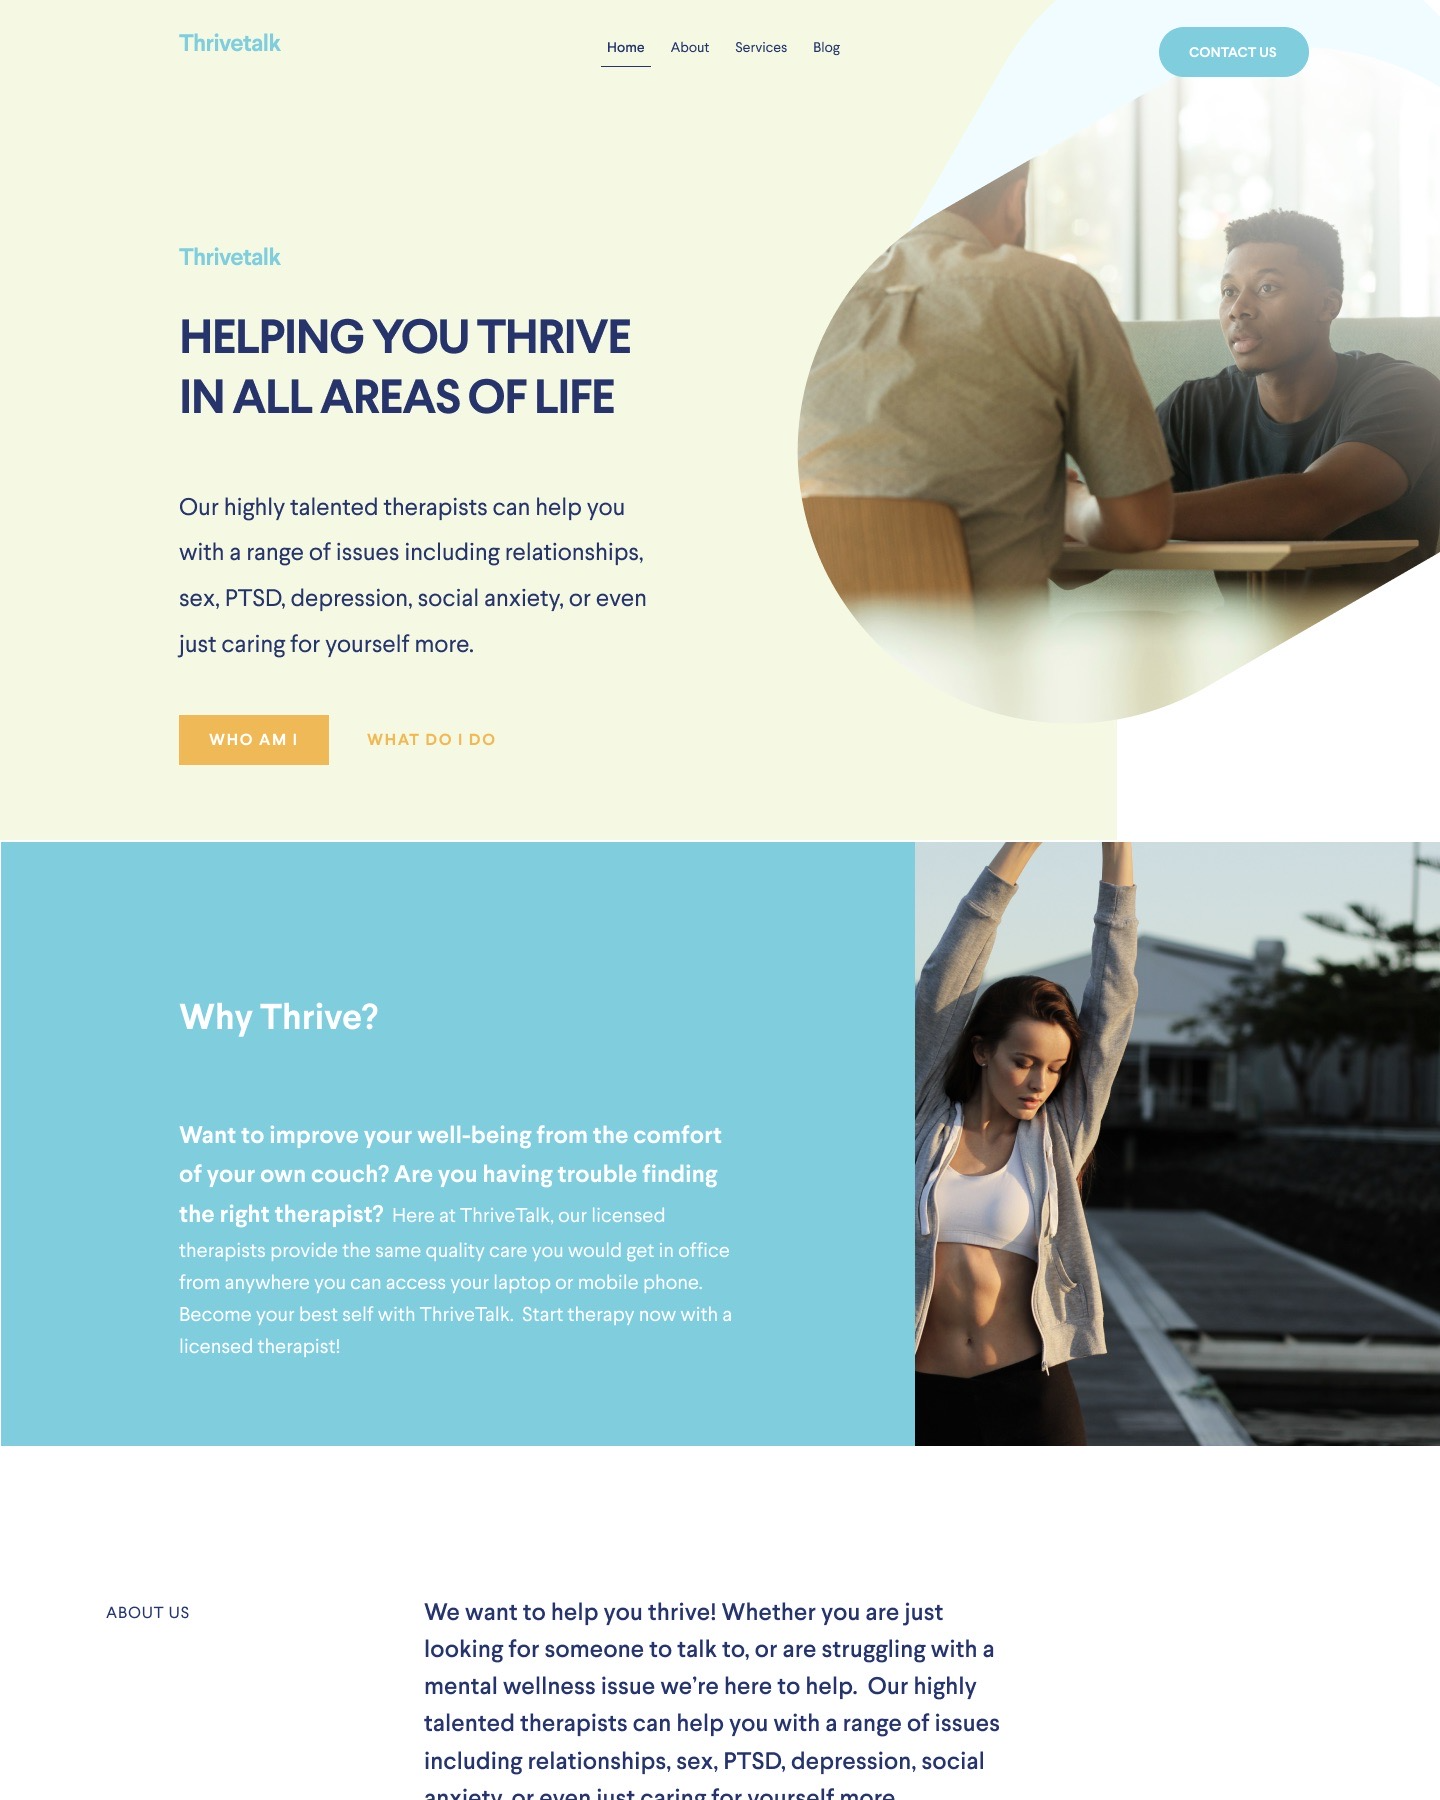 Thrivetalk
Home
About
Services
Blog
CONTACT US
Thrivetalk
HELPING YOU THRIVE
IN ALL AREAS OF LIFE
Our highly talented therapists can help you
with a range of issues including relationships,
sex, PTSD, depression, social anxiety, or even
just caring for yourself more.
WHO AM I
WHAT DO I DO
Why Thrive?
Want to improve your well-being from the comfort
of your own couch? Are you having trouble finding
the right therapist? Here at ThriveTalk, our licensed
therapists provide the same quality care you would get in office
from anywhere you can access your laptop or mobile phone.
Become your best self with ThriveTalk. Start therapy now with a
licensed therapist!
ABOUT US
We want to help you thrive! Whether you are just
looking for someone to talk to, or are struggling with a
mental wellness issue we’re here to help. Our highly
talented therapists can help you with a range of issues
including relationships, sex, PTSD, depression, social
anxiety, or even just caring for yourself more.